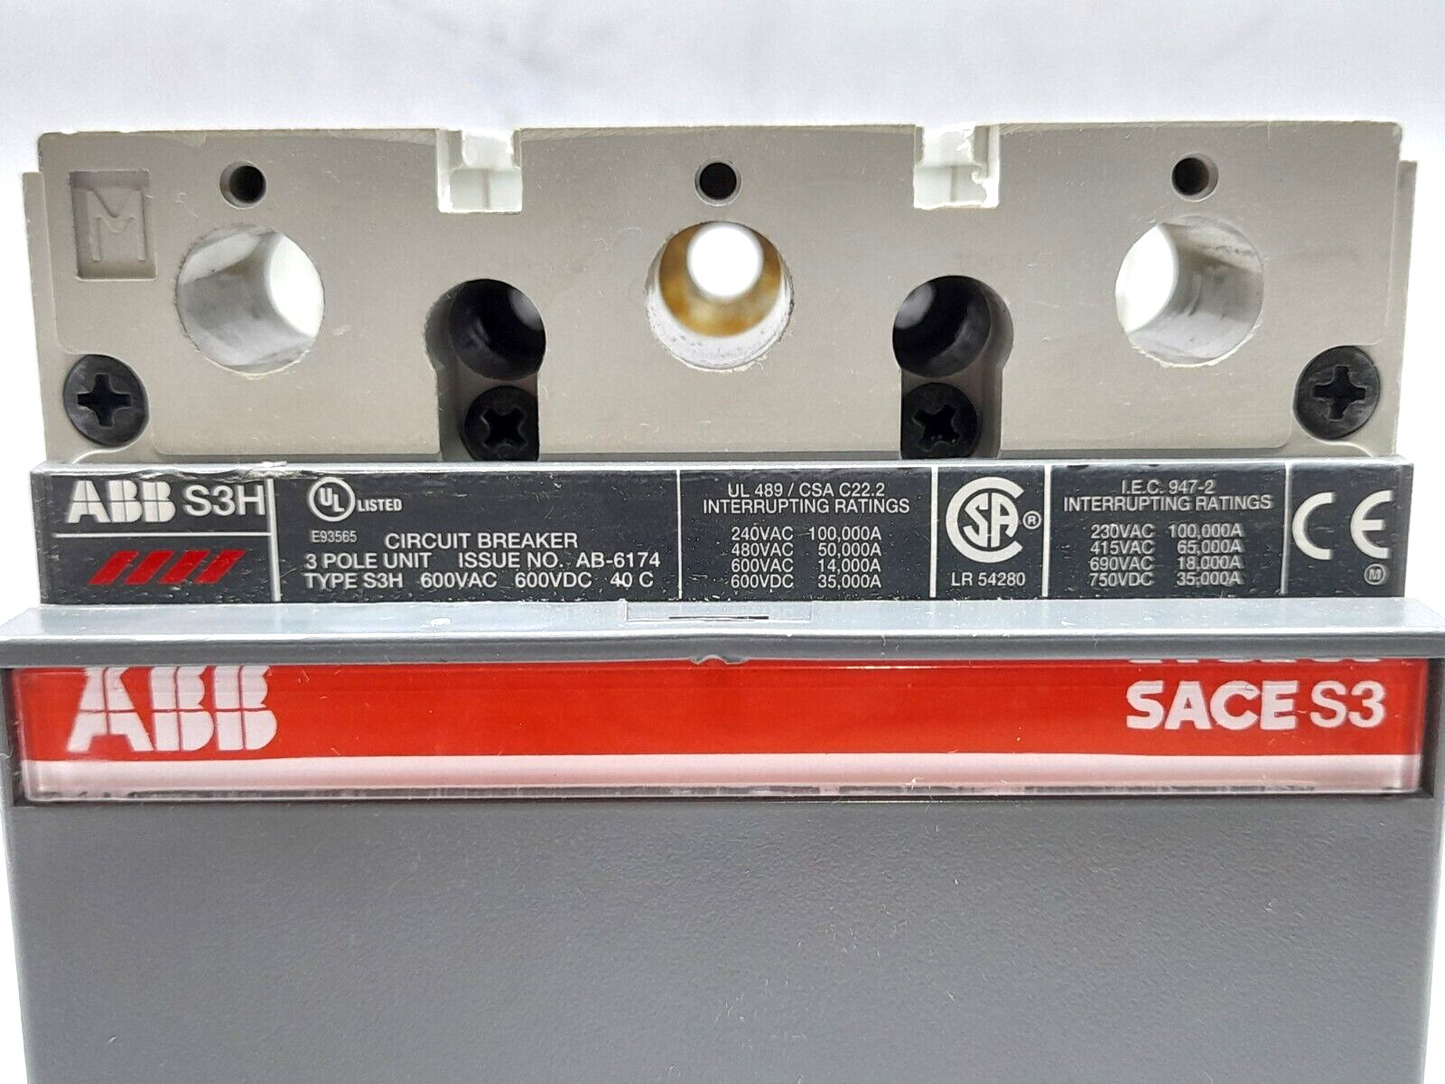 M
ABB S3H
UL LISTED
E93565 CIRCUIT BREAKER
3 POLE UNIT ISSUE NO. AB-6174
TYPE S3H 600VAC 600VDC 40 C
UL 489 / CSA C22.2
INTERRUPTING RATINGS
240VAC 100,000A
480VAC 50,000A
600VAC 14,000A
600VDC 35,000A
CSA ®
LR 54280
I.E.C. 947-2
INTERRUPTING RATINGS
230VAC 100,000A
415VAC 65,000A
690VAC 18,000A
750VDC 35,000A
CE
M
ABB
SACE S3